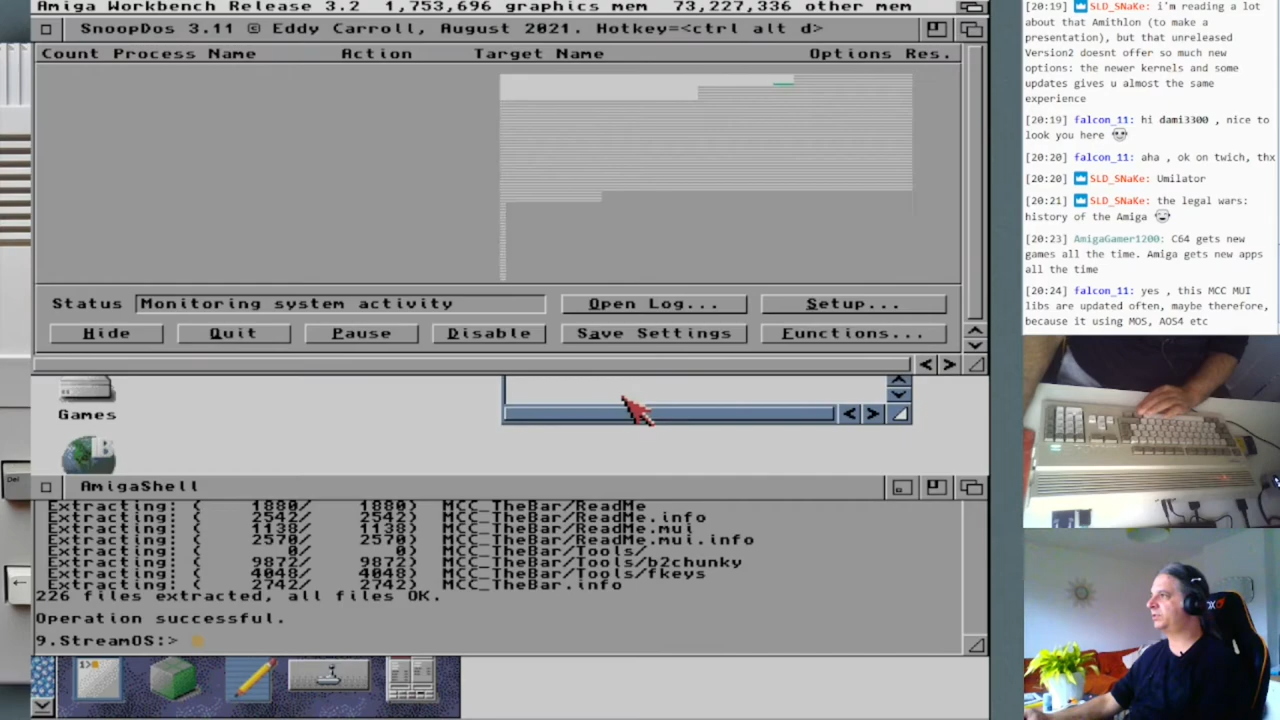 Amiga Workbench Release 3.2 1,753,696 graphics mem 73,227,336 other mem
SnoopDos 3.11 © Eddy Carroll, August 2021. Hotkey=<ctrl alt d>
Count Process Name Action Target Name Options Res.
Status Monitoring system activity Open Log... Setup...
Hide Quit Pause Disable Save Settings Functions...
Games
AmigaShell
Extracting: ( 1880/ 1880) MCC_TheBar/ReadMe
Extracting: ( 2542/ 2542) MCC_TheBar/ReadMe.info
Extracting: ( 1138/ 1138) MCC_TheBar/ReadMe.mui
Extracting: ( 2570/ 2570) MCC_TheBar/ReadMe.mui.info
Extracting: ( 0/ 0) MCC_TheBar/Tools/
Extracting: ( 9872/ 9872) MCC_TheBar/Tools/b2chunky
Extracting: ( 4048/ 4048) MCC_TheBar/Tools/fkeys
Extracting: ( 2742/ 2742) MCC_TheBar.info
226 files extracted, all files OK.
Operation successful.
9.StreamOS:>
1>
Del
[20:19] SLD_SNaKe: i'm reading a lot
about that Amithlon (to make a
presentation), but that unreleased
Version2 doesnt offer so much new
options: the newer kernels and some
updates gives u almost the same
experience
[20:19] falcon_11: hi dami3300 , nice to
look you here
[20:20] falcon_11: aha , ok on twich, thx
[20:20] SLD_SNaKe: Umilator
[20:21] SLD_SNaKe: the legal wars:
history of the Amiga
[20:23] AmigaGamer1200: C64 gets new
games all the time. Amiga gets new apps
all the time
[20:24] falcon_11: yes , this MCC MUI
libs are updated often, maybe therefore,
because it using MOS, AOS4 etc